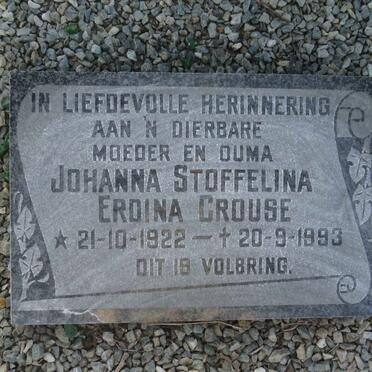 IN LIEFDEVOLLE HERINNERING
AAN 'N DIERBARE
MOEDER EN OUMA
JOHANNA STOFFELINA
ERDINA CROUSE
★ 21-10-1922 — ✝ 20-9-1993
DIT IS VOLBRING.